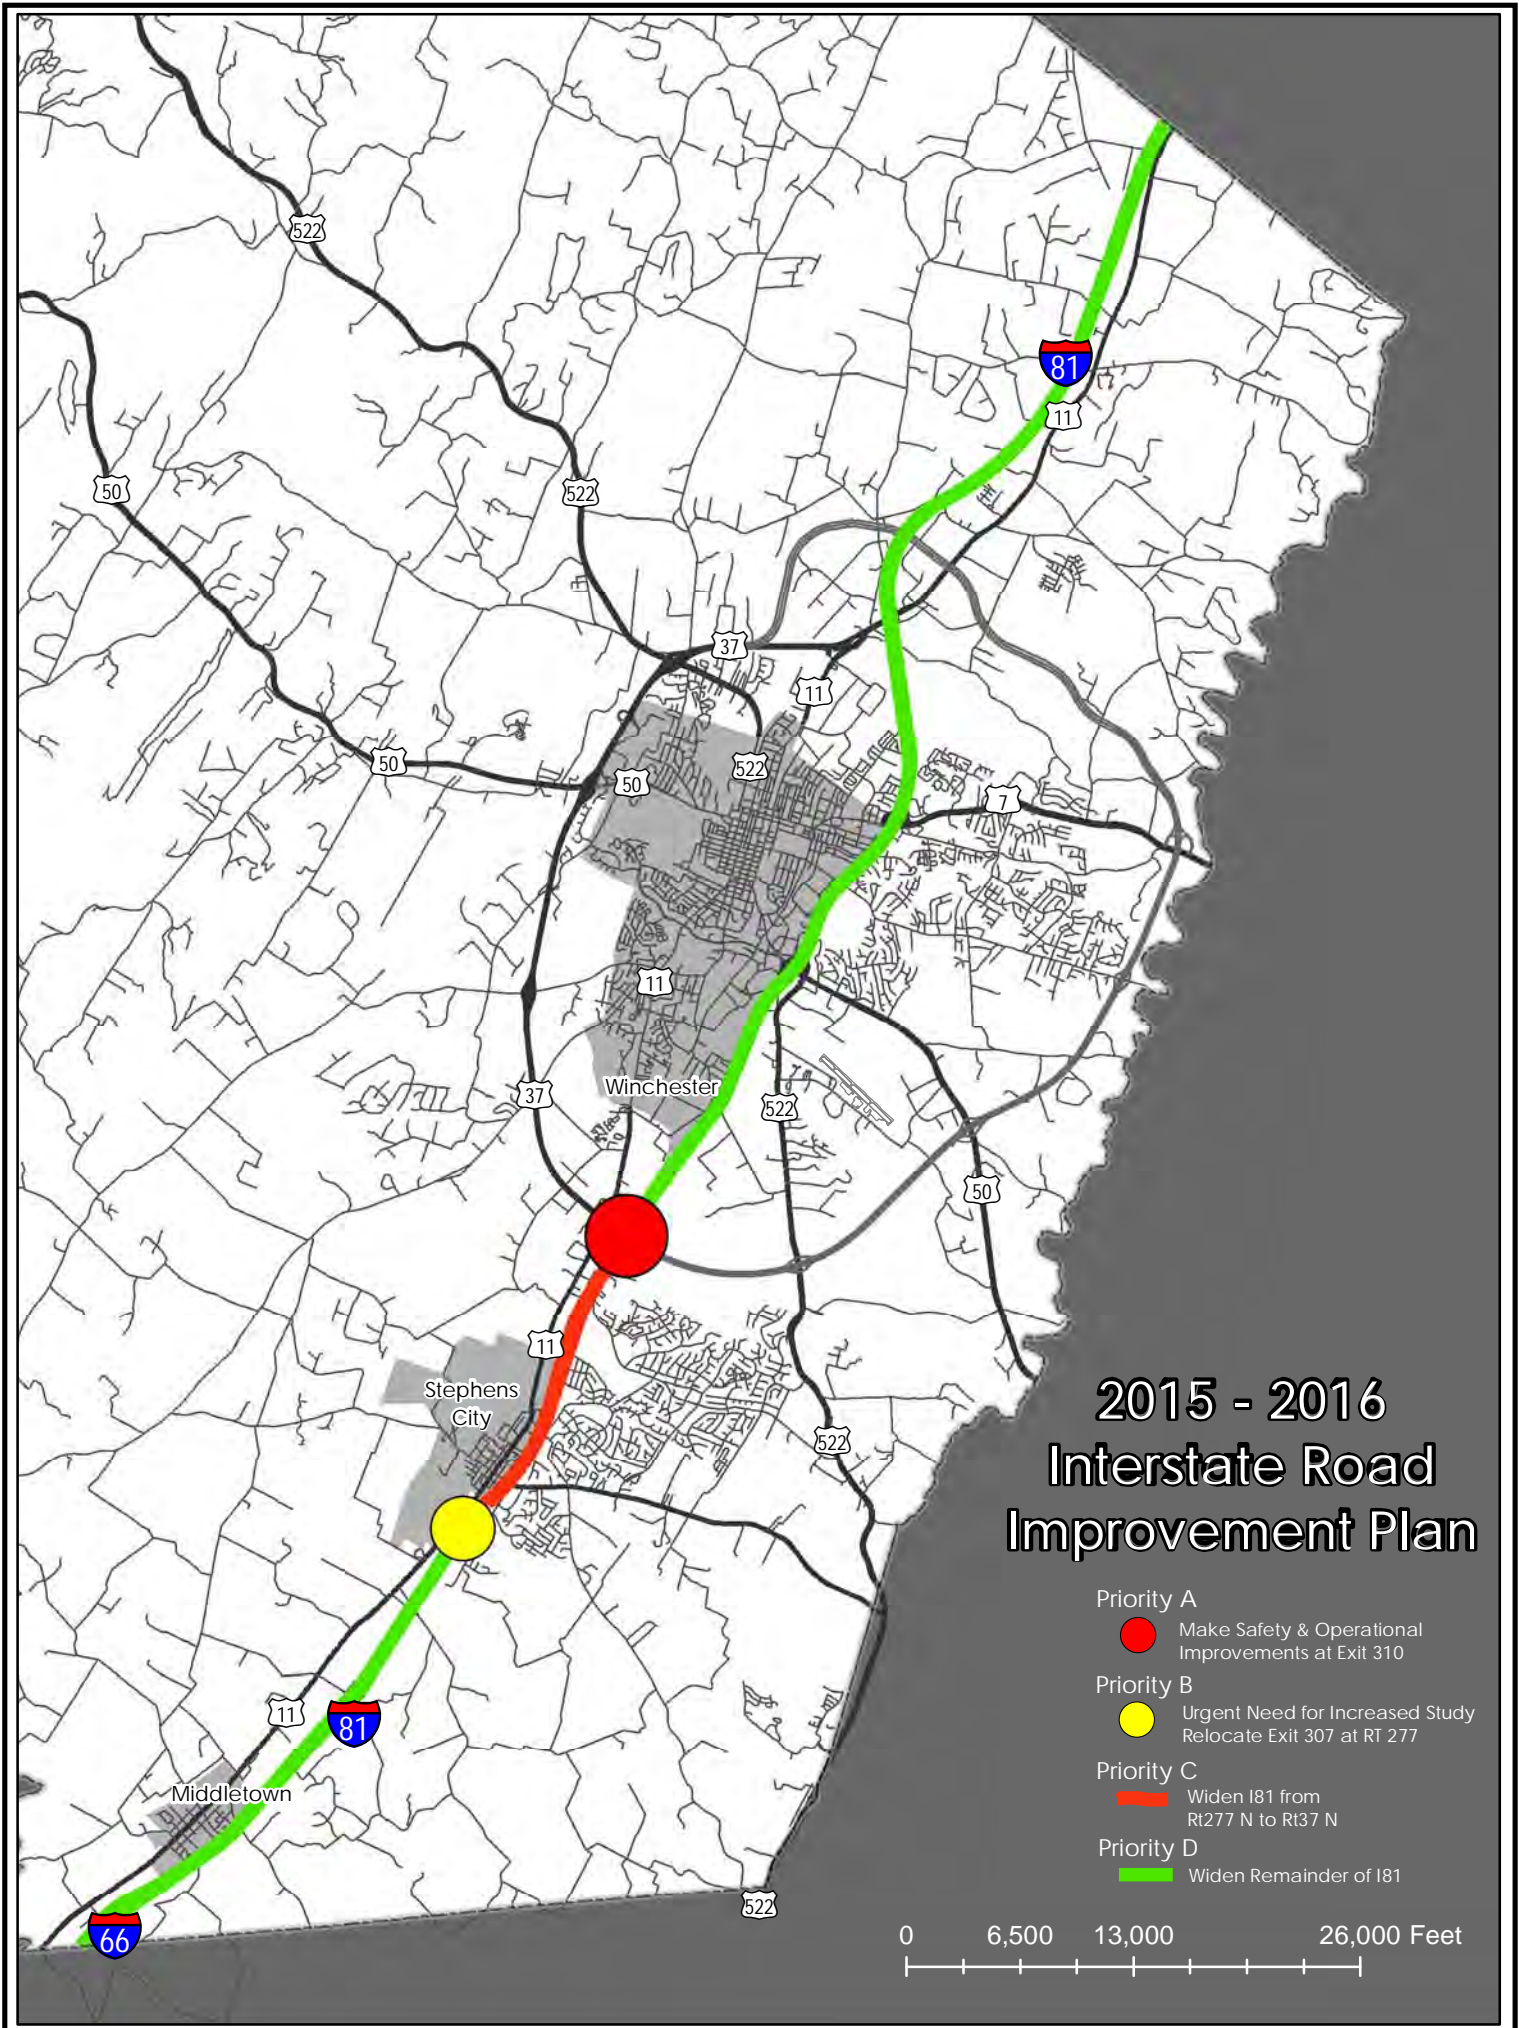 522
81
11
50
522
37
11
522
50
50
7
11
Winchester
37
522
50
11
Stephens
City
522
11
81
Middletown
522
66
2015 - 2016
Interstate Road
Improvement Plan
Priority A
Make Safety & Operational
Improvements at Exit 310
Priority B
Urgent Need for Increased Study
Relocate Exit 307 at RT 277
Priority C
Widen I81 from
Rt277 N to Rt37 N
Priority D
Widen Remainder of I81
0 6,500 13,000 26,000 Feet